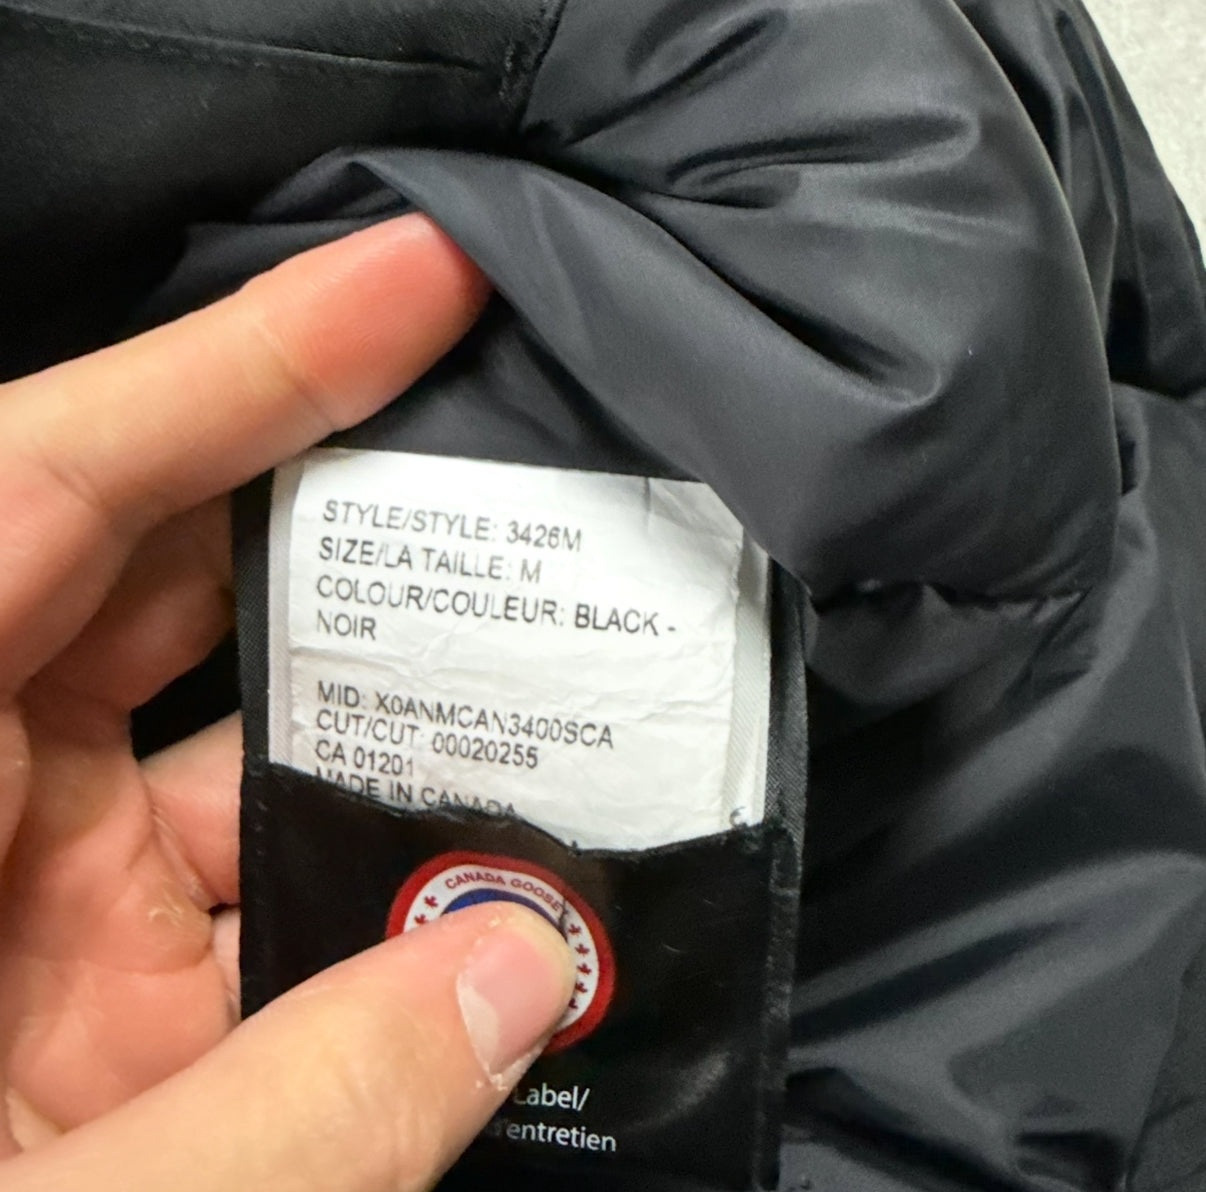 STYLE/STYLE: 3426M
SIZE/LA TAILLE: M
COLOUR/COULEUR: BLACK -
NOIR
MID: X0ANMCAN3400SCA
CUT/CUT: 00020255
CA 01201
MADE IN CANADA
CANADA GOOSE
Label/
d'entretien